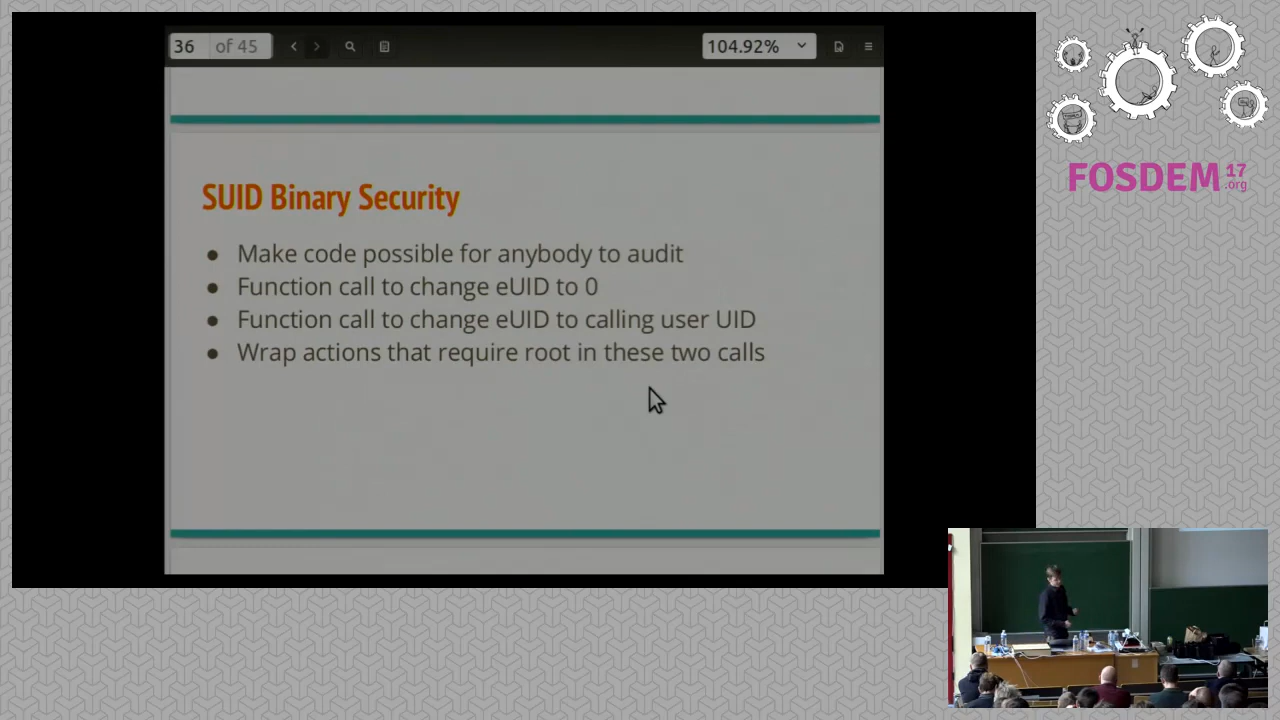 36 of 45
104.92%
SUID Binary Security
● Make code possible for anybody to audit
● Function call to change eUID to 0
● Function call to change eUID to calling user UID
● Wrap actions that require root in these two calls
FOSDEM 17 .org